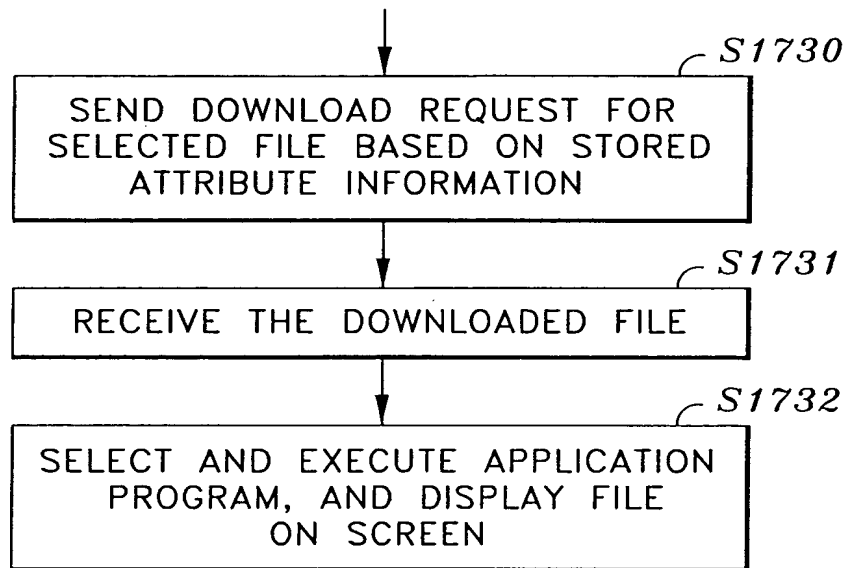 S1730
SEND DOWNLOAD REQUEST FOR
SELECTED FILE BASED ON STORED
ATTRIBUTE INFORMATION
S1731
RECEIVE THE DOWNLOADED FILE
S1732
SELECT AND EXECUTE APPLICATION
PROGRAM, AND DISPLAY FILE
ON SCREEN